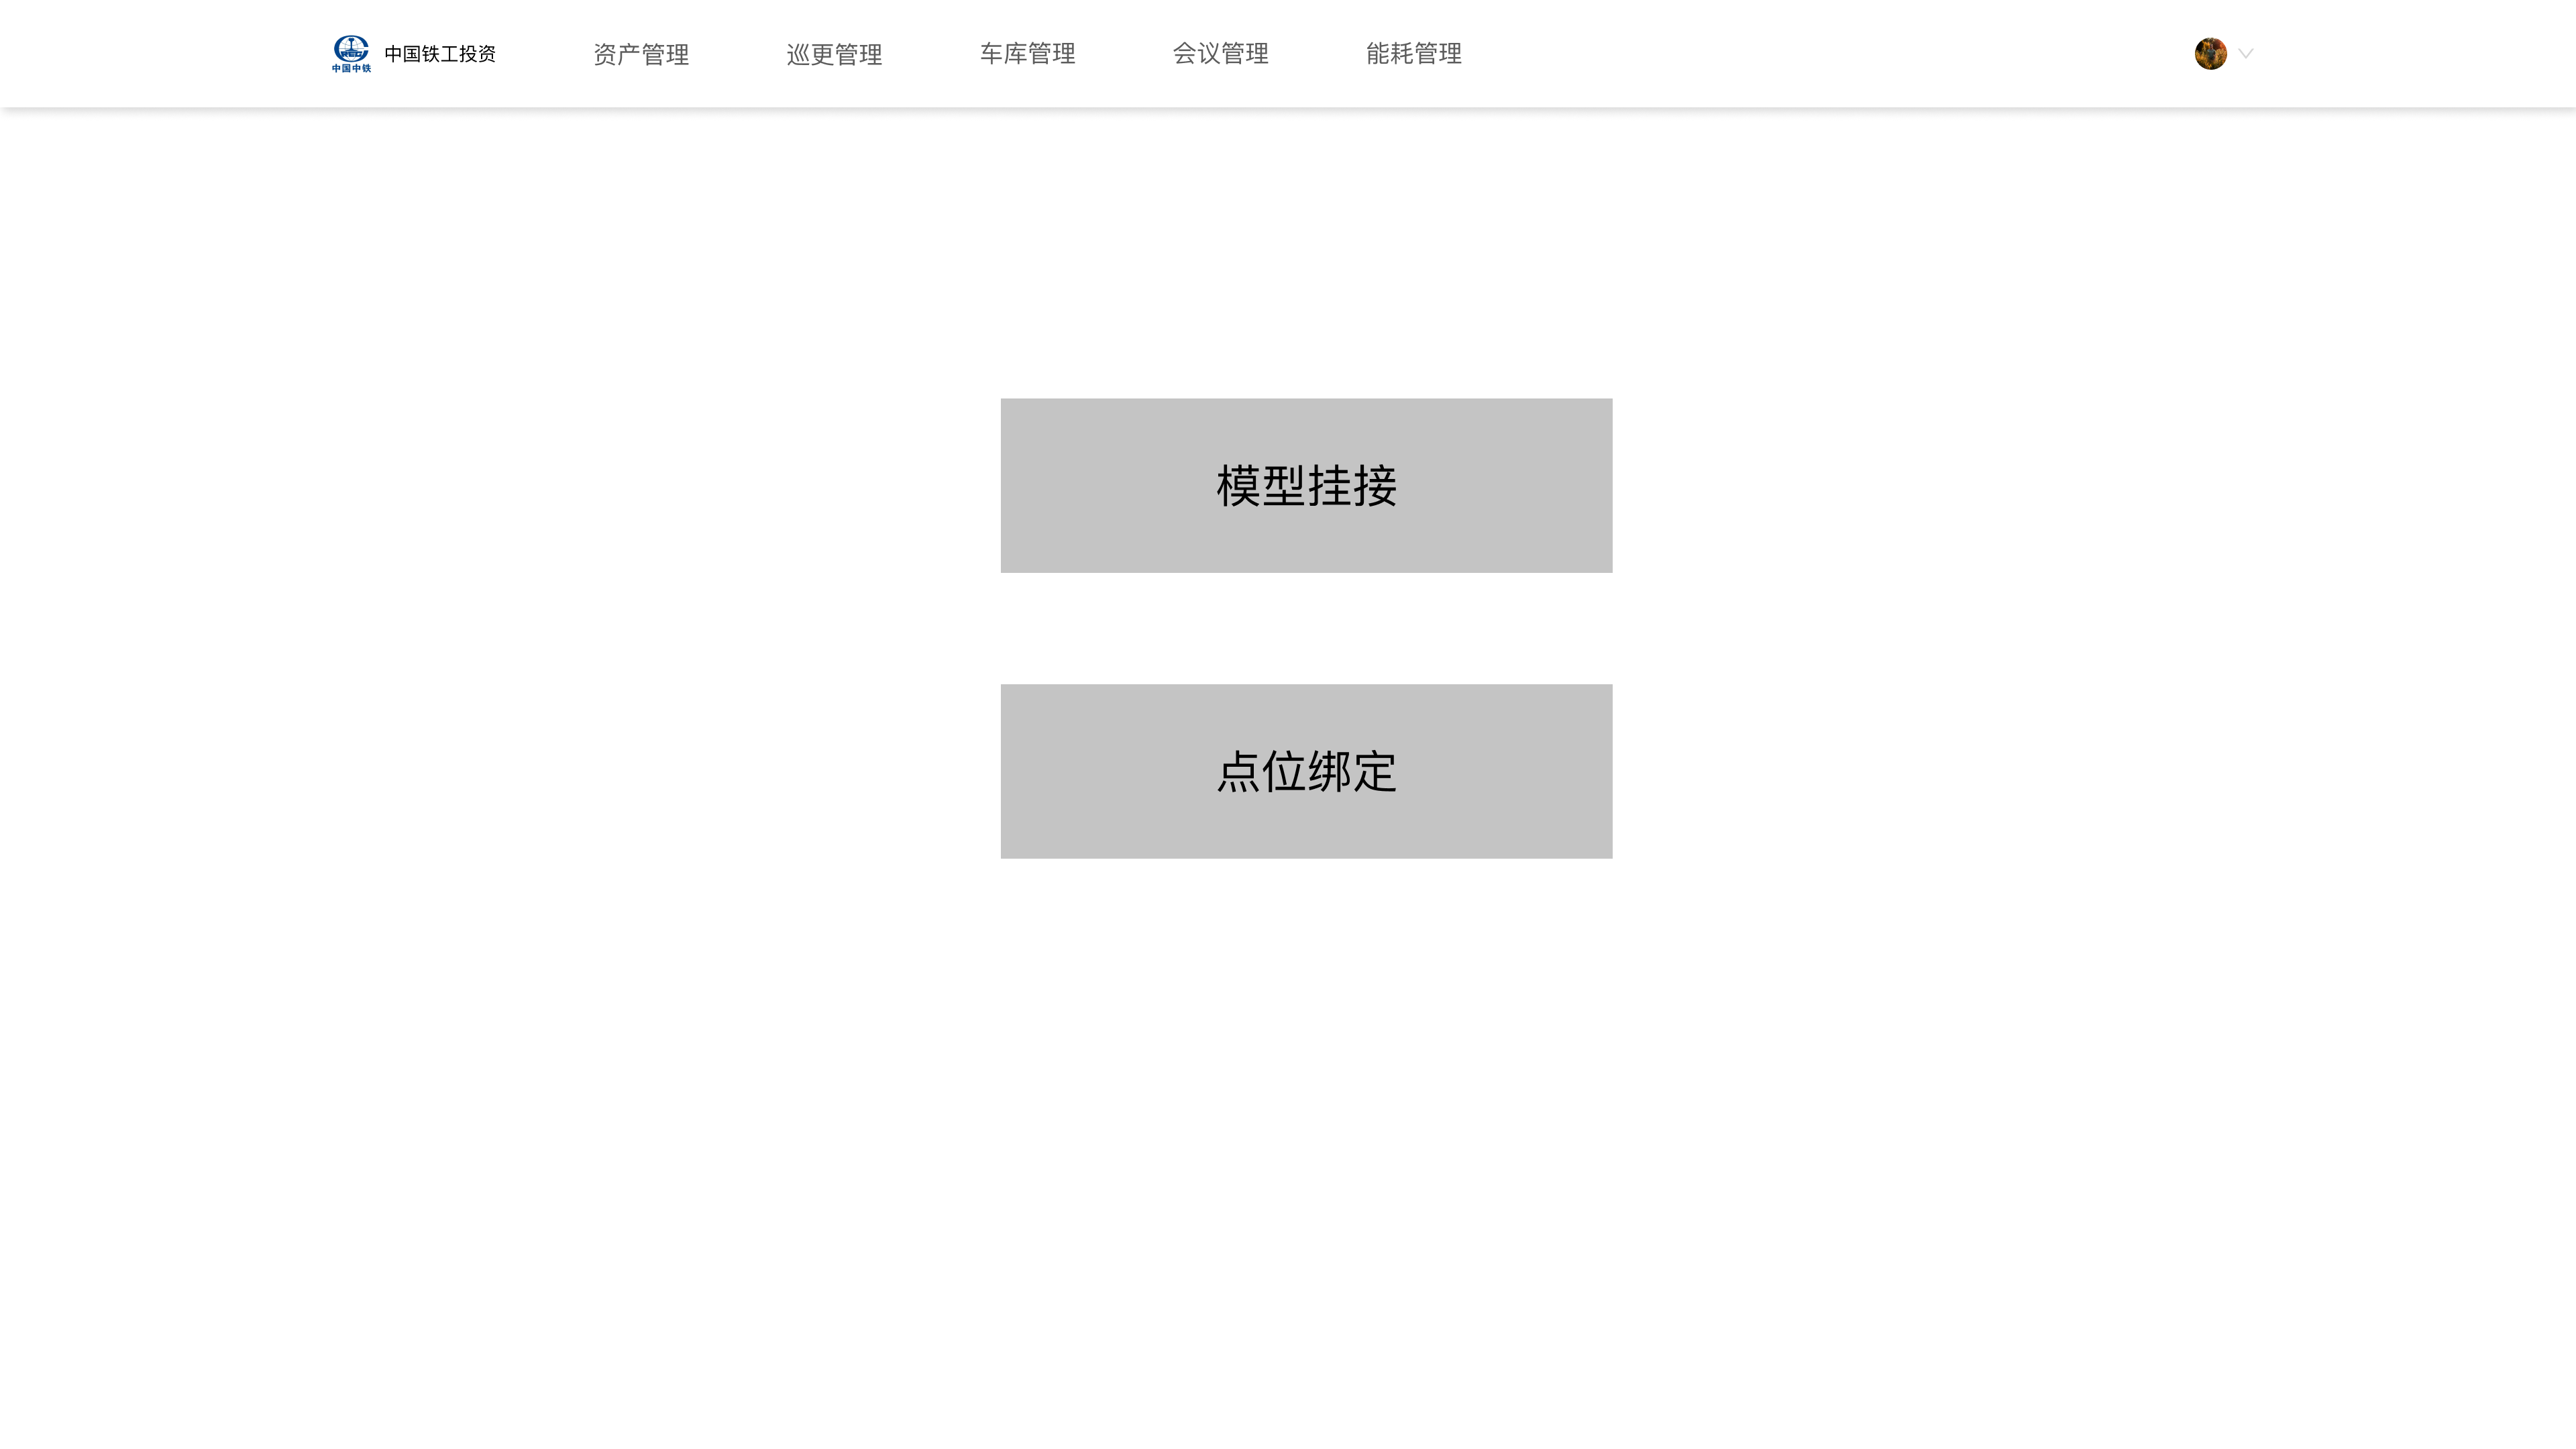 中国中铁
中国铁工投资 资产管理 巡更管理 车库管理 会议管理 能耗管理
模型挂接
点位绑定